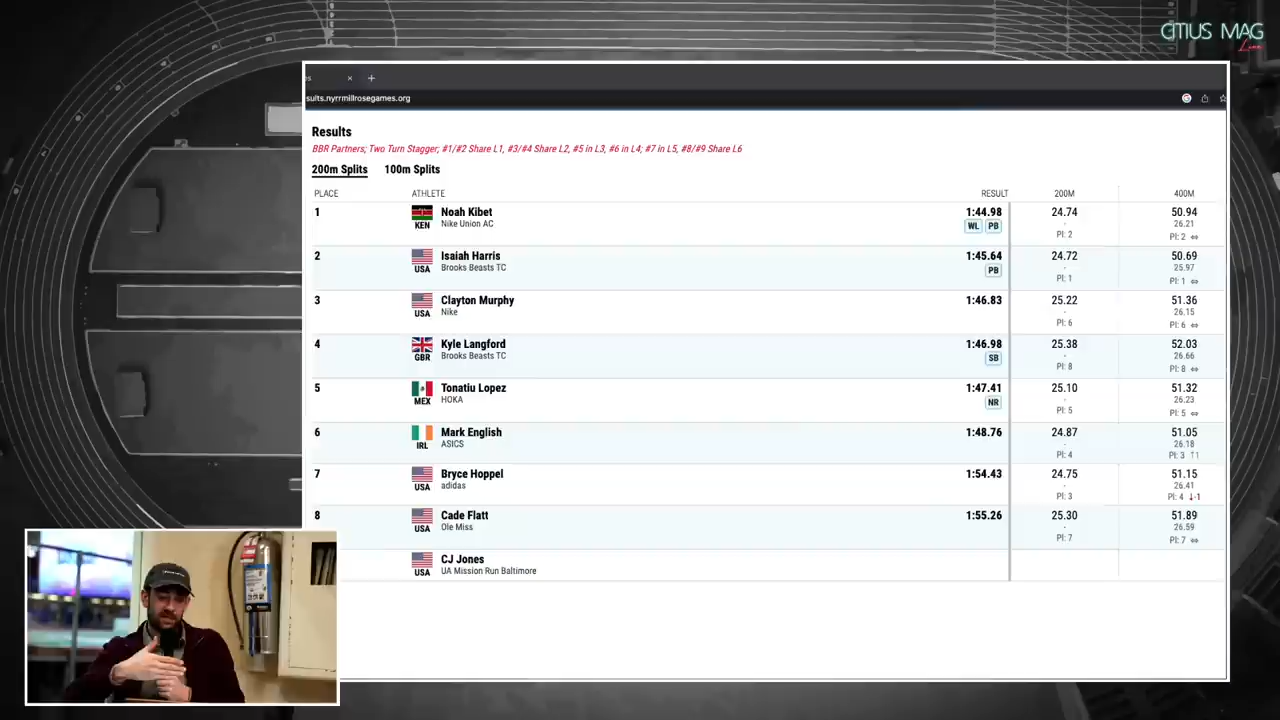 CITIUS MAG
Live
sults.nyrrmillrosegames.org
Results
BBR Partners; Two Turn Stagger; #1/#2 Share L1, #3/#4 Share L2, #5 in L3, #6 in L4; #7 in L5, #8/#9 Share L6
200m Splits 100m Splits
PLACE ATHLETE RESULT 200M 400M
1 KEN Noah Kibet 1:44.98 24.74 50.94
Nike Union AC WL PB - 26.21
Pl: 2 Pl: 2 ⇔
2 USA Isaiah Harris 1:45.64 24.72 50.69
Brooks Beasts TC PB - 25.97
Pl: 1 Pl: 1 ⇔
3 USA Clayton Murphy 1:46.83 25.22 51.36
Nike - 26.15
Pl: 6 Pl: 6 ⇔
4 GBR Kyle Langford 1:46.98 25.38 52.03
Brooks Beasts TC SB - 26.66
Pl: 8 Pl: 8 ⇔
5 MEX Tonatiu Lopez 1:47.41 25.10 51.32
HOKA NR - 26.23
Pl: 5 Pl: 5 ⇔
6 IRL Mark English 1:48.76 24.87 51.05
ASICS - 26.18
Pl: 4 Pl: 3 ↑1
7 USA Bryce Hoppel 1:54.43 24.75 51.15
adidas - 26.41
Pl: 3 Pl: 4 ↓-1
8 USA Cade Flatt 1:55.26 25.30 51.89
Ole Miss - 26.59
Pl: 7 Pl: 7 ⇔
USA CJ Jones
UA Mission Run Baltimore